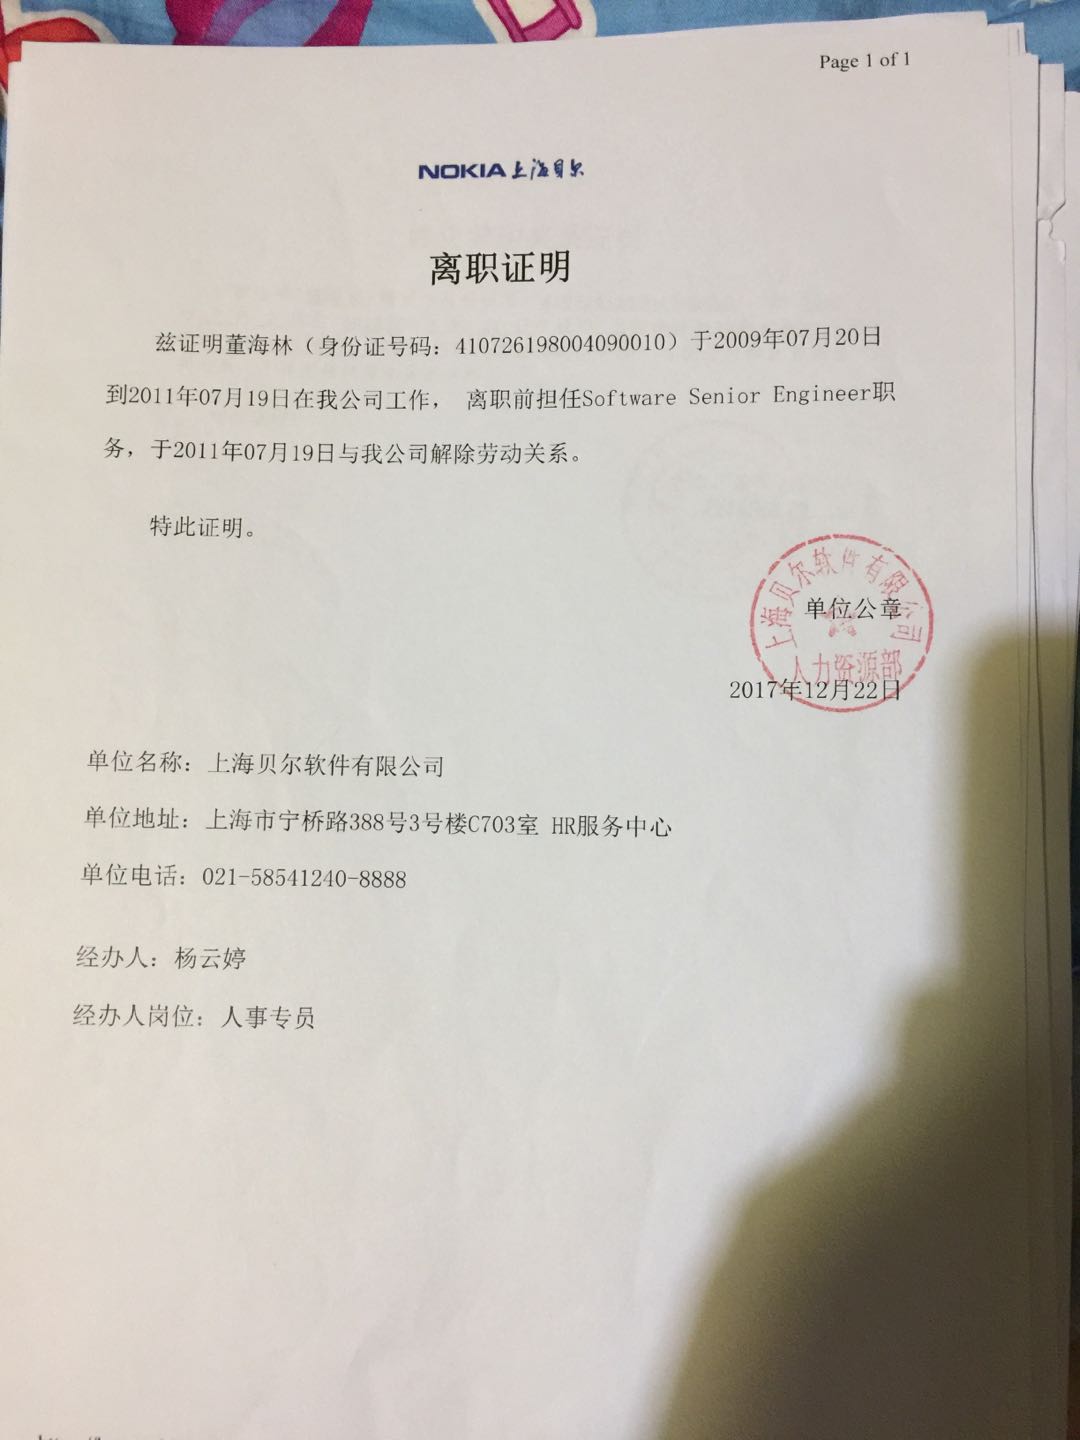 Page 1 of 1
NOKIA 上海贝尔
离职证明
兹证明董海林（身份证号码：410726198004090010）于2009年07月20日
到2011年07月19日在我公司工作， 离职前担任Software Senior Engineer职
务，于2011年07月19日与我公司解除劳动关系。
特此证明。
上海贝尔软件有限公司
单位公章
人力资源部
2017年12月22日
单位名称：上海贝尔软件有限公司
单位地址：上海市宁桥路388号3号楼C703室 HR服务中心
单位电话：021-58541240-8888
经办人：杨云婷
经办人岗位：人事专员